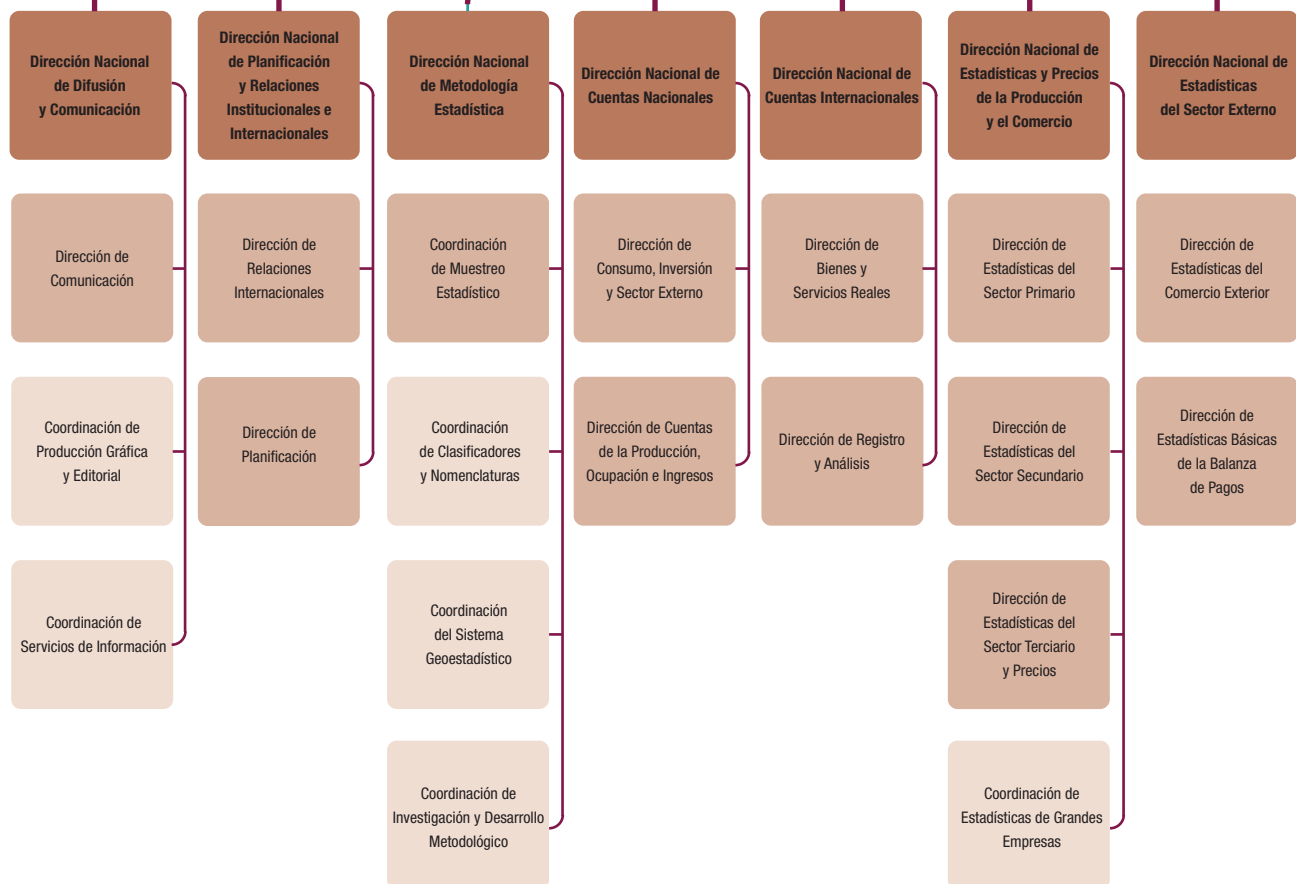 Dirección Nacional
de Difusión
y Comunicación
Dirección Nacional
de Planificación
y Relaciones
Institucionales e
Internacionales
Dirección Nacional
de Metodología
Estadística
Dirección Nacional de
Cuentas Nacionales
Dirección Nacional de
Cuentas Internacionales
Dirección Nacional de
Estadísticas y Precios
de la Producción
y el Comercio
Dirección Nacional de
Estadísticas
del Sector Externo
Dirección de
Comunicación
Dirección de
Relaciones
Internacionales
Coordinación
de Muestreo
Estadístico
Dirección de
Consumo, Inversión
y Sector Externo
Dirección de
Bienes y
Servicios Reales
Dirección de
Estadísticas del
Sector Primario
Dirección de
Estadísticas del
Comercio Exterior
Coordinación de
Producción Gráfica
y Editorial
Dirección de
Planificación
Coordinación
de Clasificadores
y Nomenclaturas
Dirección de Cuentas
de la Producción,
Ocupación e Ingresos
Dirección de Registro
y Análisis
Dirección de
Estadísticas del
Sector Secundario
Dirección de
Estadísticas Básicas
de la Balanza
de Pagos
Coordinación de
Servicios de Información
Coordinación
del Sistema
Geoestadístico
Dirección de
Estadísticas del
Sector Terciario
y Precios
Coordinación de
Investigación y Desarrollo
Metodológico
Coordinación de
Estadísticas de Grandes
Empresas